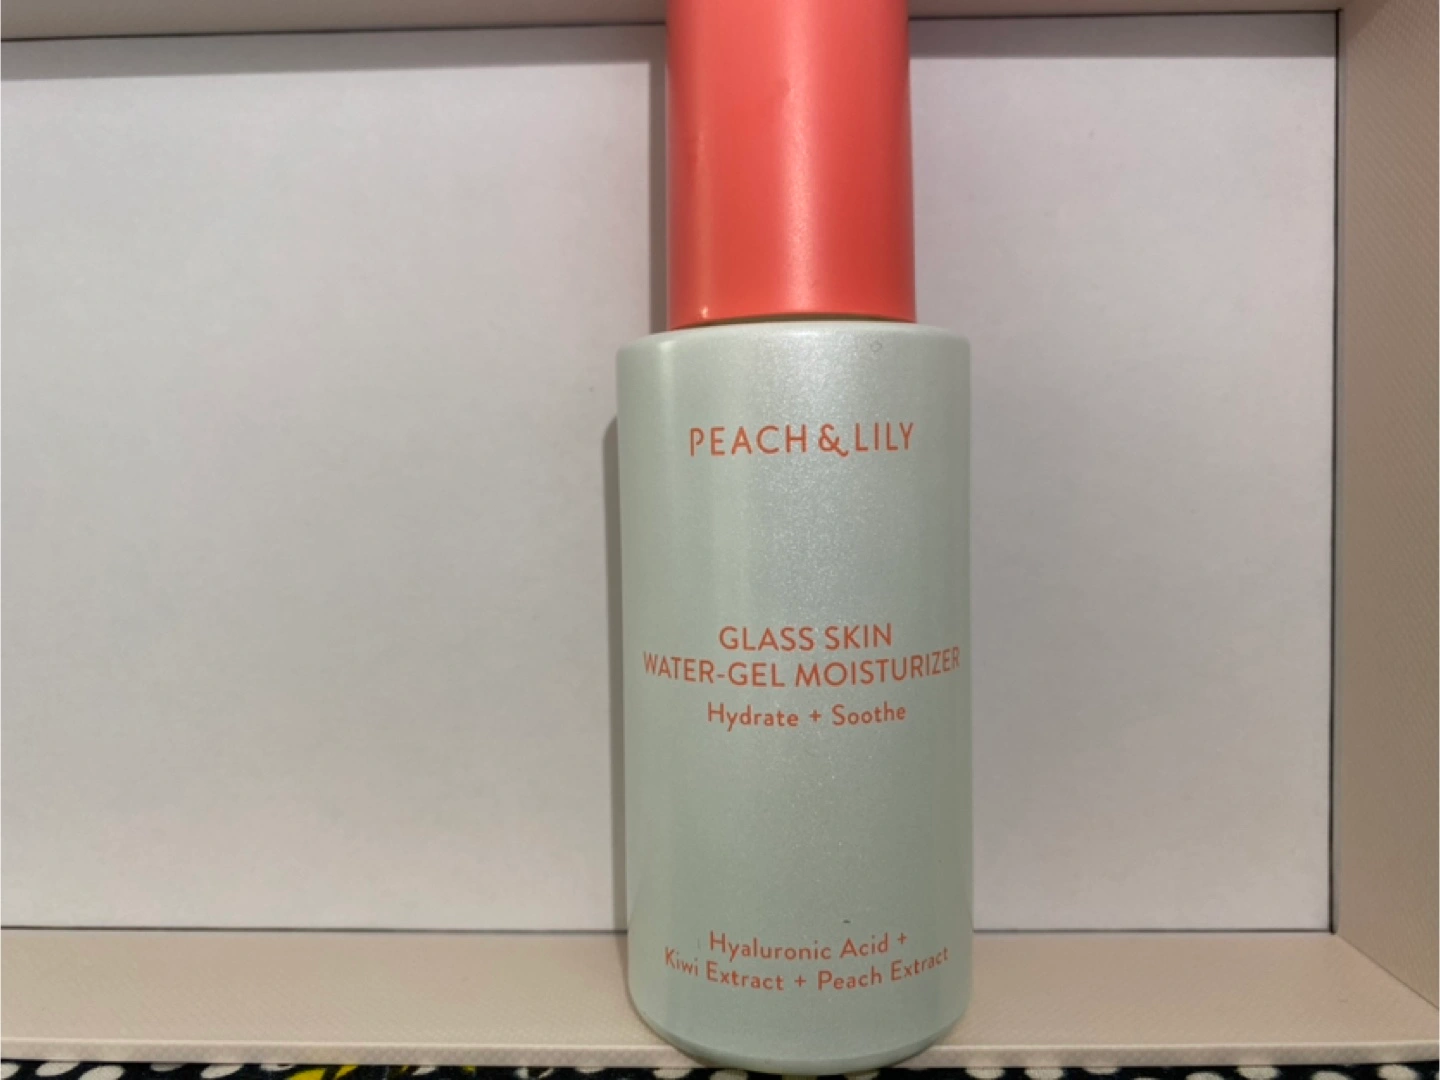 PEACH & LILY
GLASS SKIN
WATER-GEL MOISTURIZER
Hydrate + Soothe
Hyaluronic Acid +
Kiwi Extract + Peach Extract